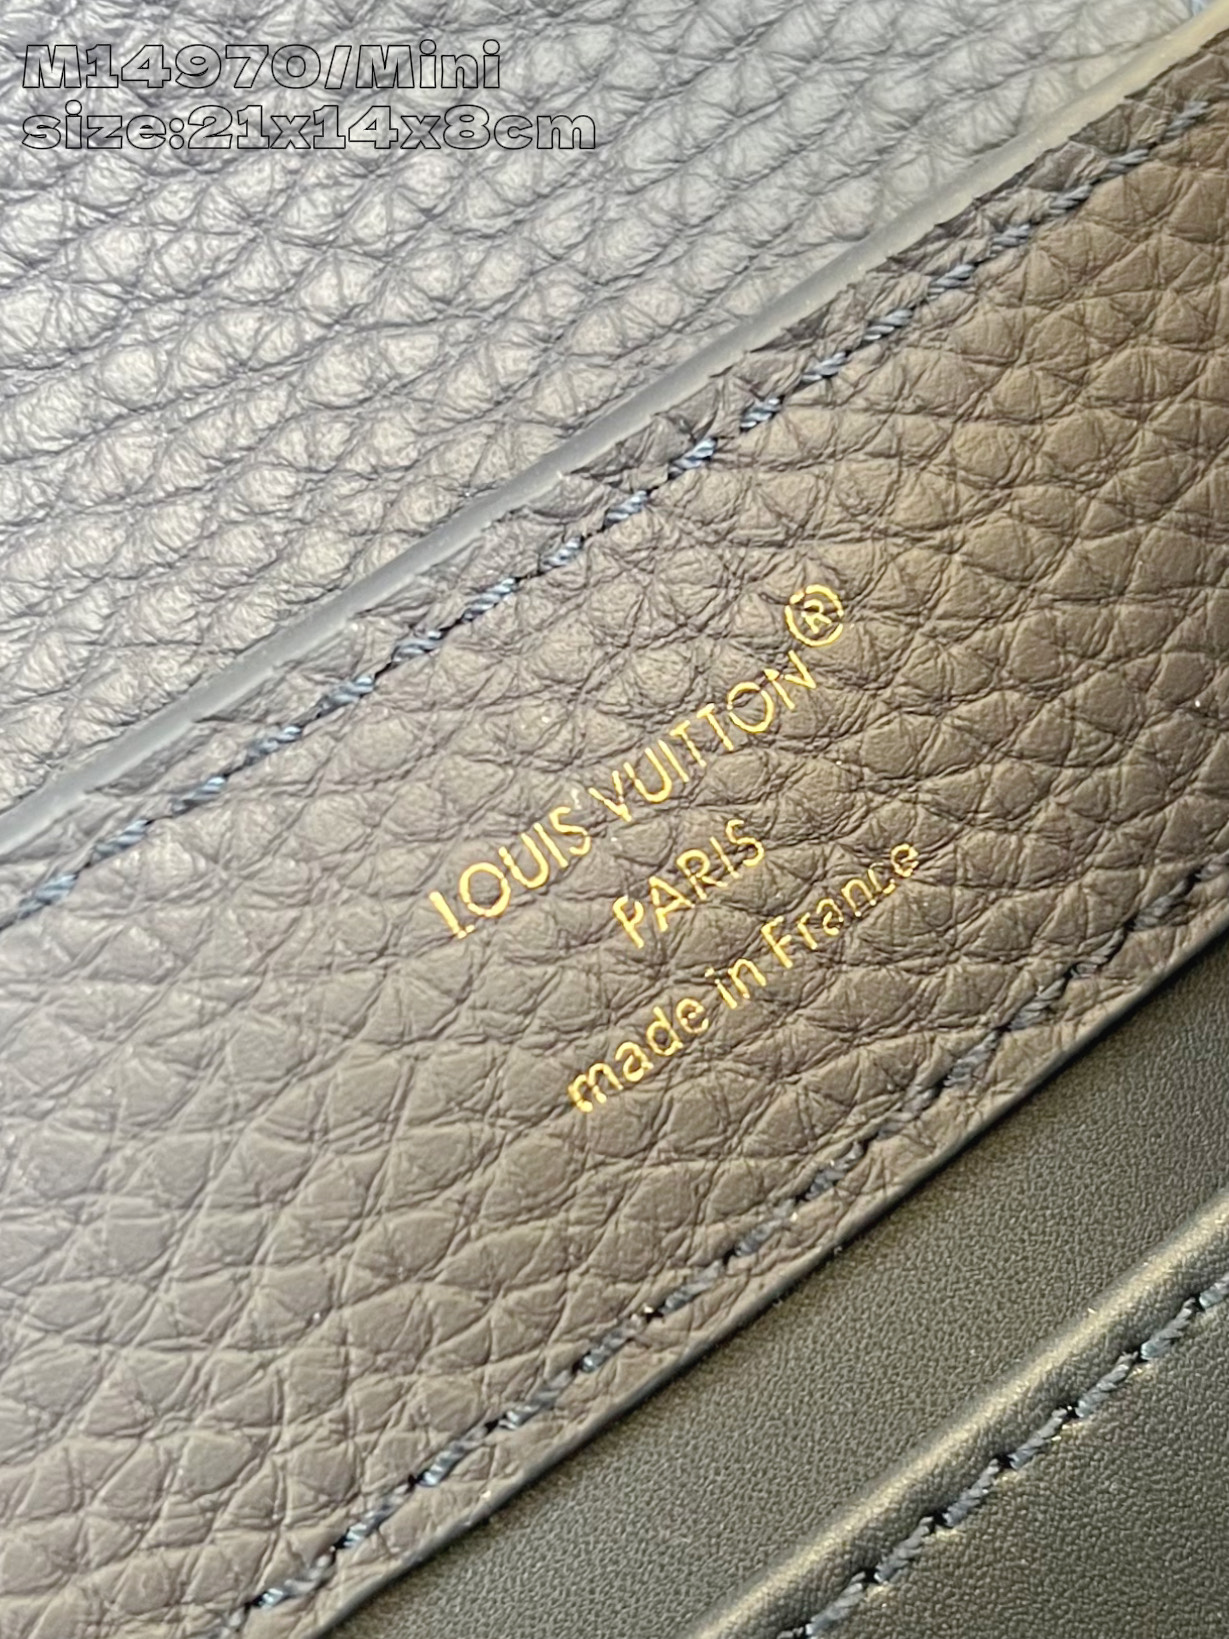 M14970/Mini
size:21x14x8cm
LOUIS VUITTON®
PARIS
made in France